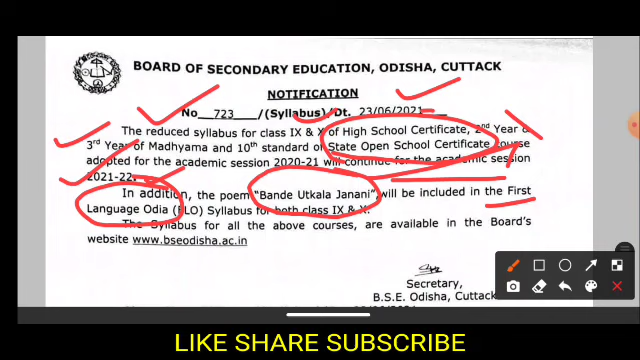 BOARD OF SECONDARY EDUCATION, ODISHA, CUTTACK
NOTIFICATION
No 723 /(Syllabus)/Dt. 23/06/2021
The reduced syllabus for class IX & X of High School Certificate, 2nd Year &
3rd Year of Madhyama and 10th standard of State Open School Certificate course
adopted for the academic session 2020-21 will continue for the academic session
2021-22.
In addition, the poem "Bande Utkala Janani" will be included in the First
Language Odia (FLO) Syllabus for both class IX & X.
The Syllabus for all the above courses, are available in the Board's
website www.bseodisha.ac.in
Secretary,
B.S.E. Odisha, Cuttack
LIKE SHARE SUBSCRIBE